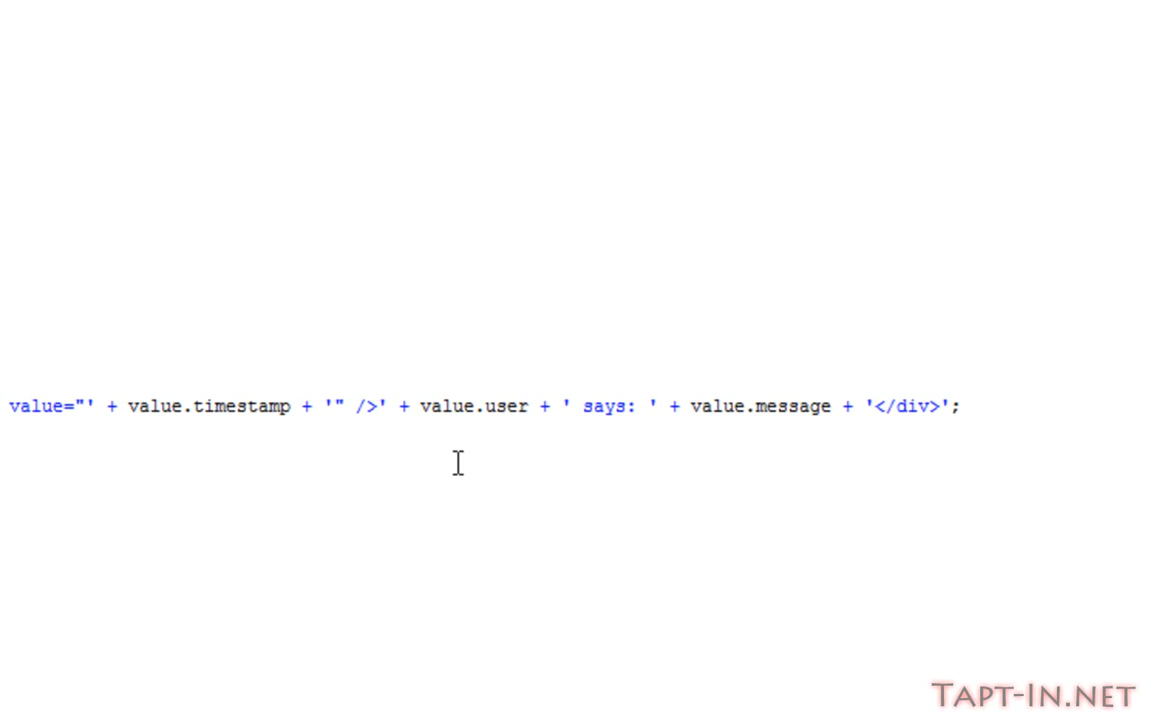 value="' + value.timestamp + '" />' + value.user + ' says: ' + value.message + '</div>';
TAPT-IN.NET